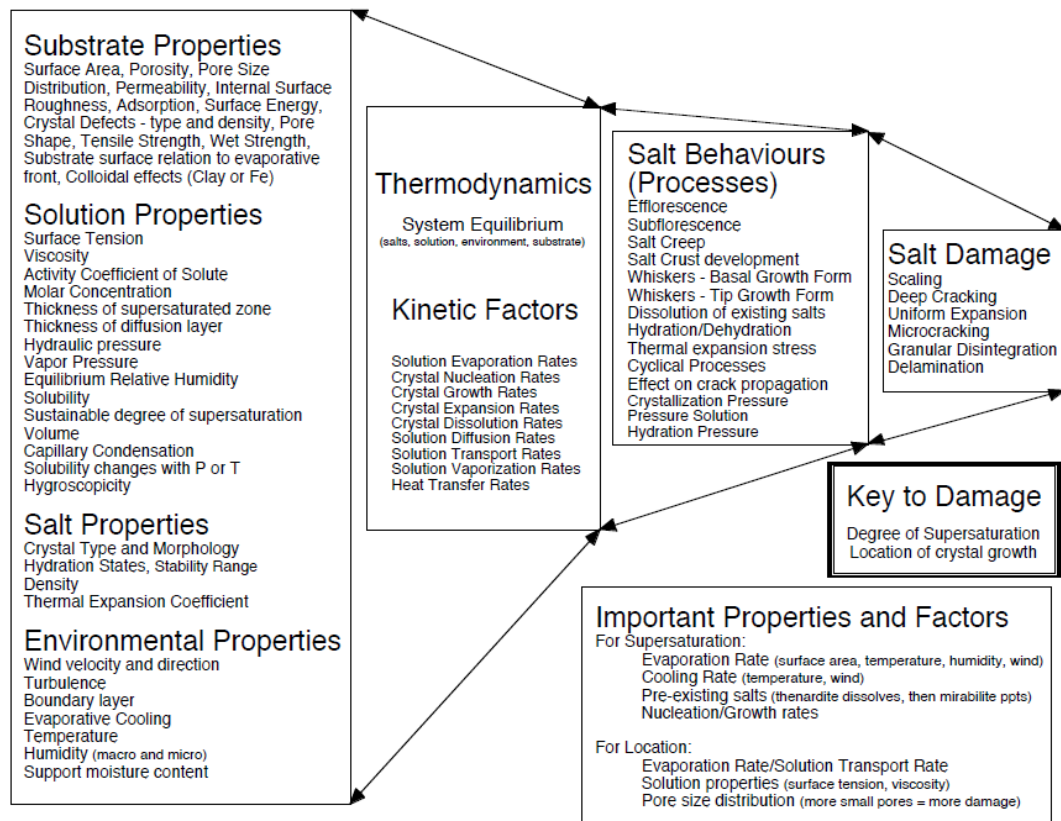 Substrate Properties
Surface Area, Porosity, Pore Size
Distribution, Permeability, Internal Surface
Roughness, Adsorption, Surface Energy,
Crystal Defects - type and density, Pore
Shape, Tensile Strength, Wet Strength,
Substrate surface relation to evaporative
front, Colloidal effects (Clay or Fe)
Solution Properties
Surface Tension
Viscosity
Activity Coefficient of Solute
Molar Concentration
Thickness of supersaturated zone
Thickness of diffusion layer
Hydraulic pressure
Vapor Pressure
Equilibrium Relative Humidity
Solubility
Sustainable degree of supersaturation
Volume
Capillary Condensation
Solubility changes with P or T
Hygroscopicity
Salt Properties
Crystal Type and Morphology
Hydration States, Stability Range
Density
Thermal Expansion Coefficient
Environmental Properties
Wind velocity and direction
Turbulence
Boundary layer
Evaporative Cooling
Temperature
Humidity (macro and micro)
Support moisture content
Thermodynamics
System Equilibrium
(salts, solution, environment, substrate)
Kinetic Factors
Solution Evaporation Rates
Crystal Nucleation Rates
Crystal Growth Rates
Crystal Expansion Rates
Crystal Dissolution Rates
Solution Diffusion Rates
Solution Transport Rates
Solution Vaporization Rates
Heat Transfer Rates
Salt Behaviours
(Processes)
Efflorescence
Subflorescence
Salt Creep
Salt Crust development
Whiskers - Basal Growth Form
Whiskers - Tip Growth Form
Dissolution of existing salts
Hydration/Dehydration
Thermal expansion stress
Cyclical Processes
Effect on crack propagation
Crystallization Pressure
Pressure Solution
Hydration Pressure
Salt Damage
Scaling
Deep Cracking
Uniform Expansion
Microcracking
Granular Disintegration
Delamination
Key to Damage
Degree of Supersaturation
Location of crystal growth
Important Properties and Factors
For Supersaturation:
Evaporation Rate (surface area, temperature, humidity, wind)
Cooling Rate (temperature, wind)
Pre-existing salts (thenardite dissolves, then mirabilite ppts)
Nucleation/Growth rates
For Location:
Evaporation Rate/Solution Transport Rate
Solution properties (surface tension, viscosity)
Pore size distribution (more small pores = more damage)